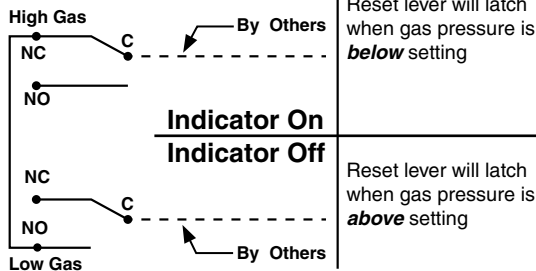 High Gas
NC
C
By Others
NO
Reset lever will latch
when gas pressure is
below setting
Indicator On
Indicator Off
NC
C
NO
By Others
Low Gas
Reset lever will latch
when gas pressure is
above setting